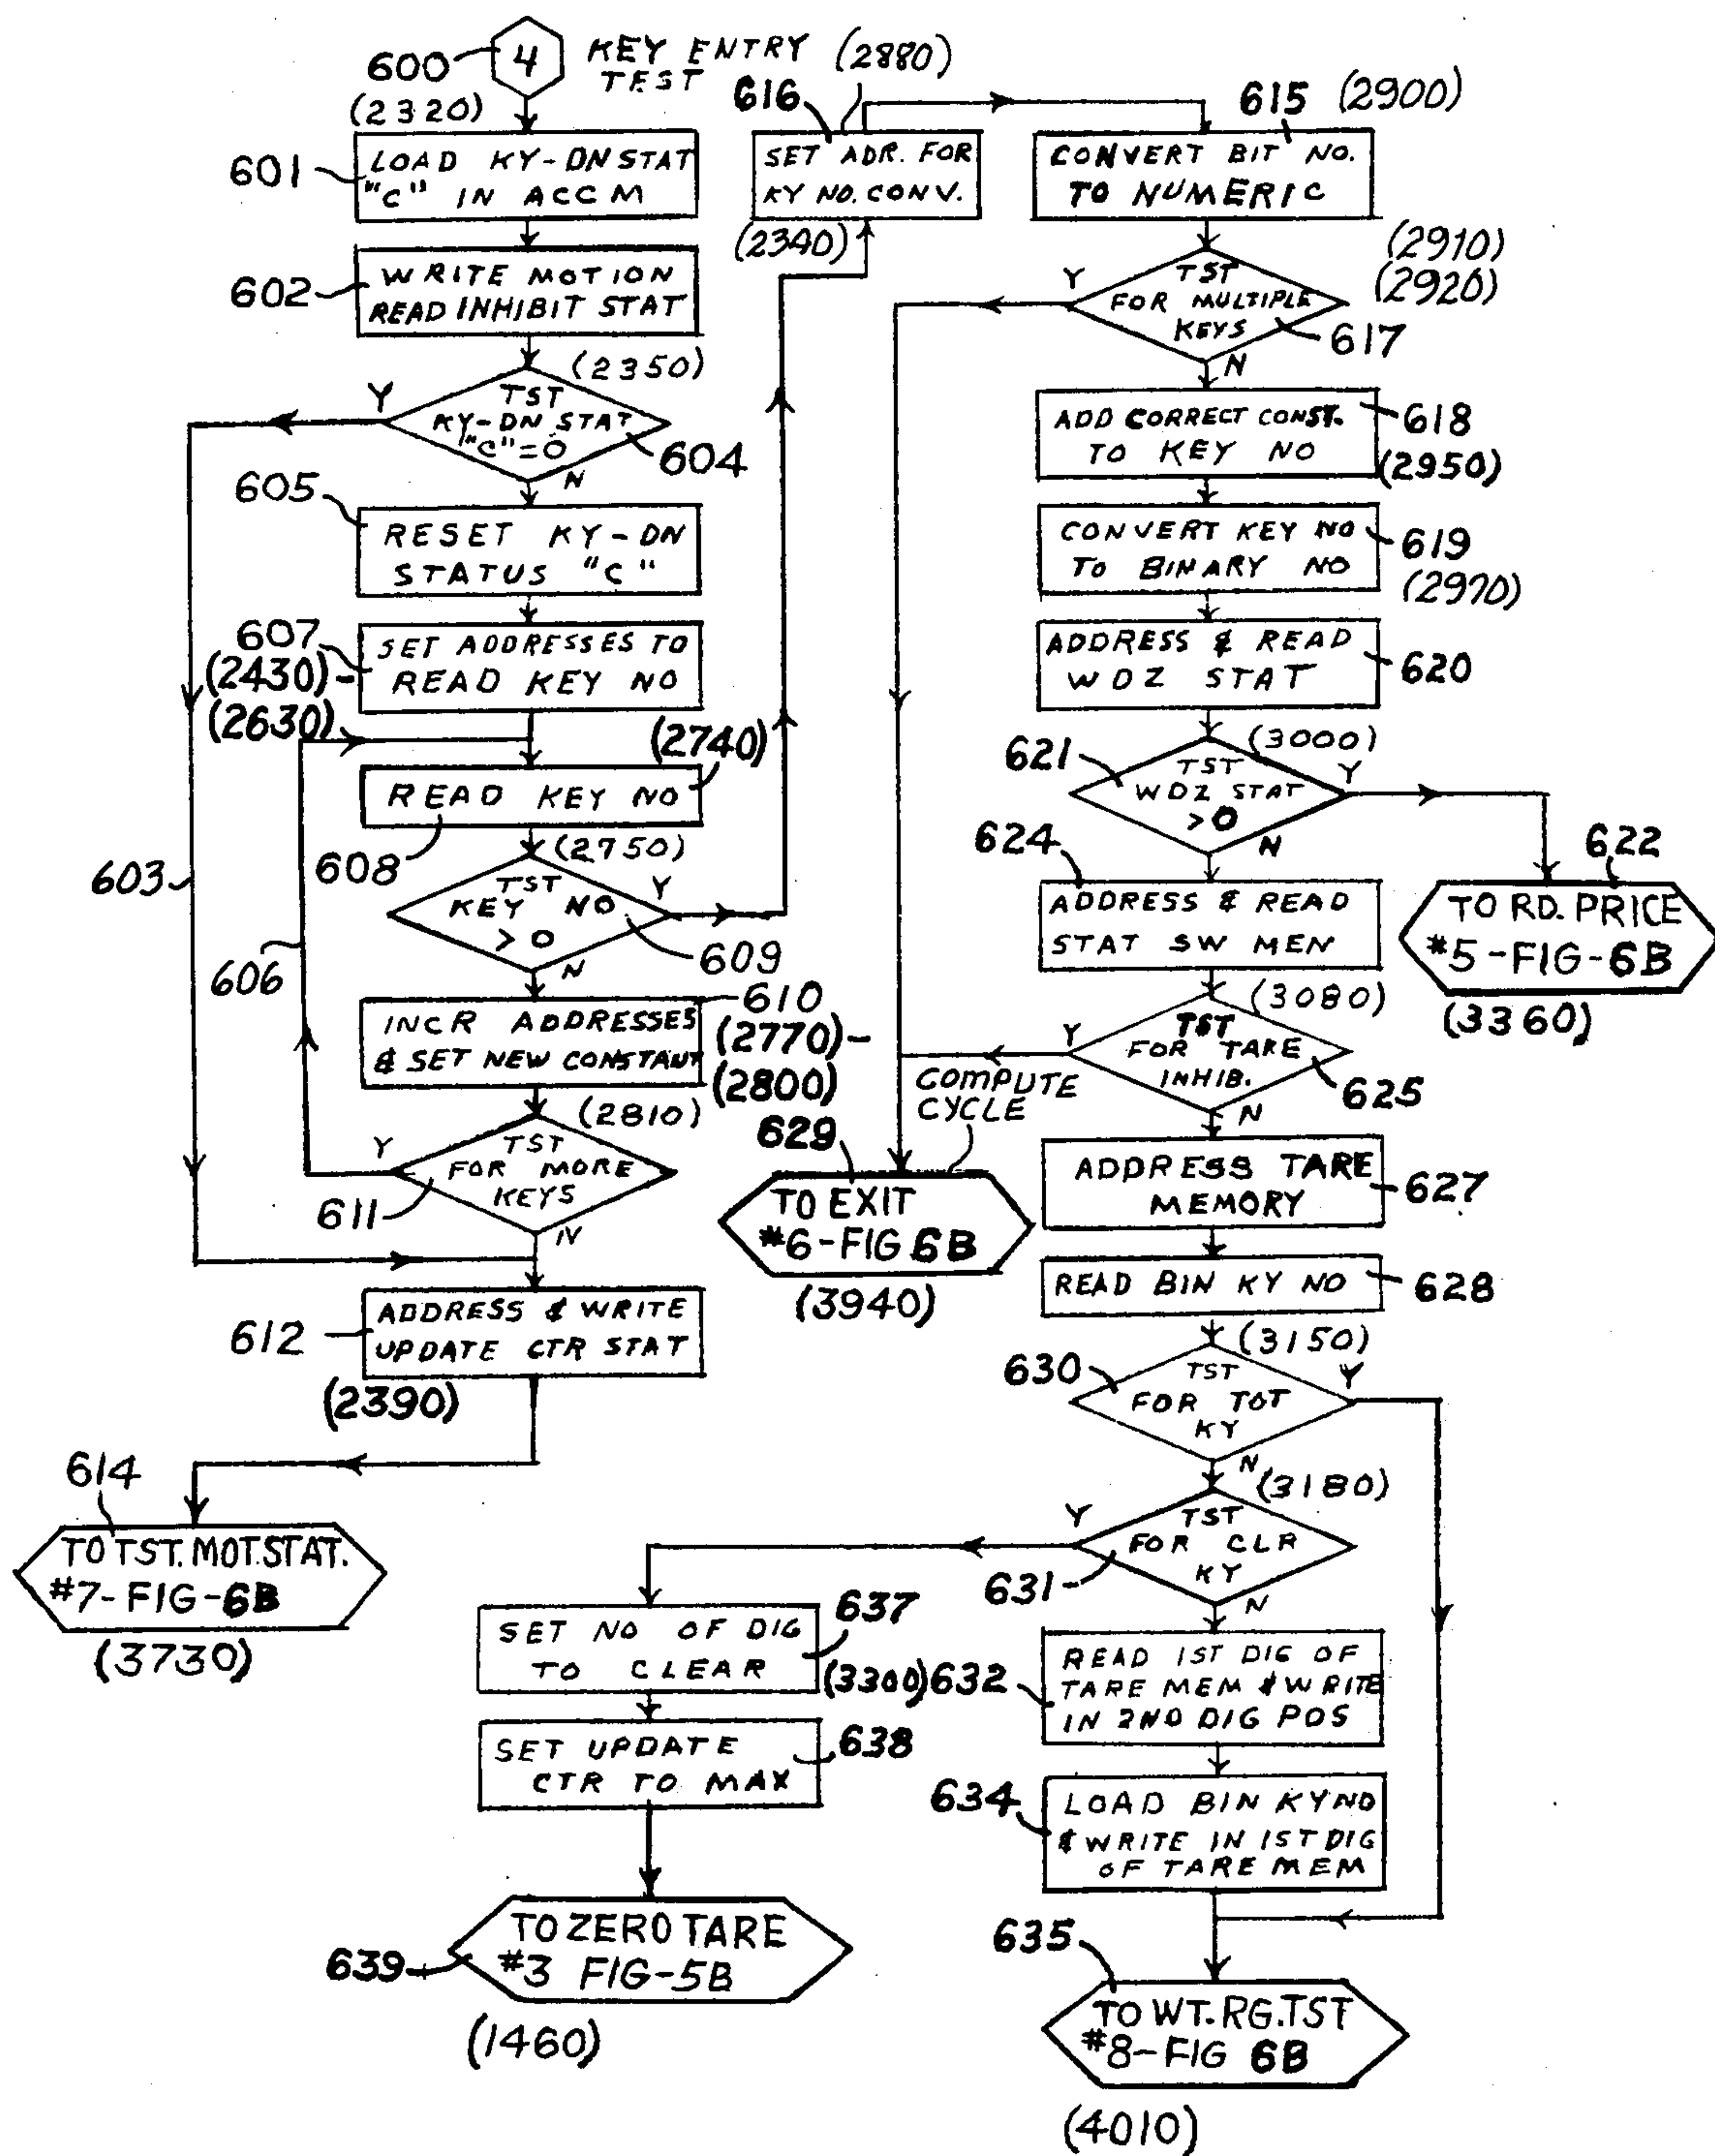 600
4
KEY ENTRY
TEST
(2320)
601
LOAD KY-DN STAT
"C" IN ACCM
602
WRITE MOTION
READ INHIBIT STAT
(2350)
Y
TST
KY-DN STAT
"C"=0
604
N
605
RESET KY-DN
STATUS "C"
607
(2430)-
(2630)
SET ADDRESSES TO
READ KEY NO
(2740)
READ KEY NO
608
603
606
(2750)
TST
KEY NO
>0
Y
609
N
610
(2770)-
(2800)
INCR ADDRESSES
& SET NEW CONSTAUT
(2810)
Y
TST
FOR MORE
KEYS
611
N
612
ADDRESS & WRITE
UPDATE CTR STAT
(2390)
614
TO TST. MOT. STAT.
#7-FIG-6B
(3730)
(2880)
616
SET ADR. FOR
KY NO. CONV.
(2340)
615 (2900)
CONVERT BIT NO.
TO NUMERIC
(2910)
(2920)
Y
TST
FOR MULTIPLE
KEYS
617
N
ADD CORRECT CONST.
TO KEY NO
618
(2950)
CONVERT KEY NO
TO BINARY NO
619
(2970)
ADDRESS & READ
WDZ STAT
620
621
(3000)
TST
WDZ STAT
>0
Y
N
622
TO RD. PRICE
#5-FIG-6B
(3360)
624
ADDRESS & READ
STAT SW MEN
(3080)
Y
TST
FOR TAKE
INHIB.
625
N
COMPUTE
CYCLE
629
TO EXIT
#6-FIG 6B
(3940)
ADDRESS TARE
MEMORY
627
READ BIN KY NO
628
(3150)
630
TST
FOR TOT
KY
Y
N
(3180)
Y
TST
FOR CLR
KY
631
N
SET NO OF DIG
TO CLEAR
637
(3300)
632
READ 1ST DIG OF
TARE MEM & WRITE
IN 2ND DIG POS
SET UPDATE
CTR TO MAX
638
634
LOAD BIN KYNO
& WRITE IN 1ST DIG
OF TARE MEM
639
TO ZERO TARE
#3 FIG-5B
(1460)
635
TO WT. RG. TST
#8-FIG 6B
(4010)